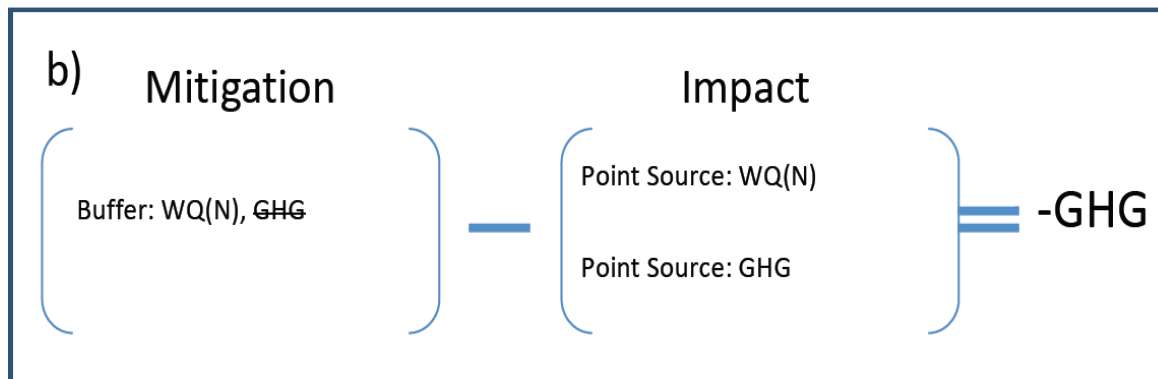 b)
Mitigation
Impact
Point Source: WQ(N)
Buffer: WQ(N), GHG
-GHG
Point Source: GHG